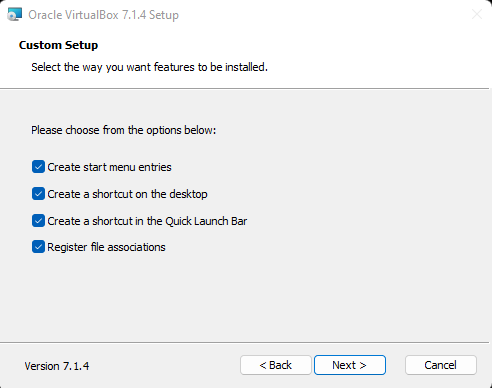 Oracle VirtualBox 7.1.4 Setup
Custom Setup
Select the way you want features to be installed.
Please choose from the options below:
Create start menu entries
Create a shortcut on the desktop
Create a shortcut in the Quick Launch Bar
Register file associations
Version 7.1.4
< Back
Next >
Cancel